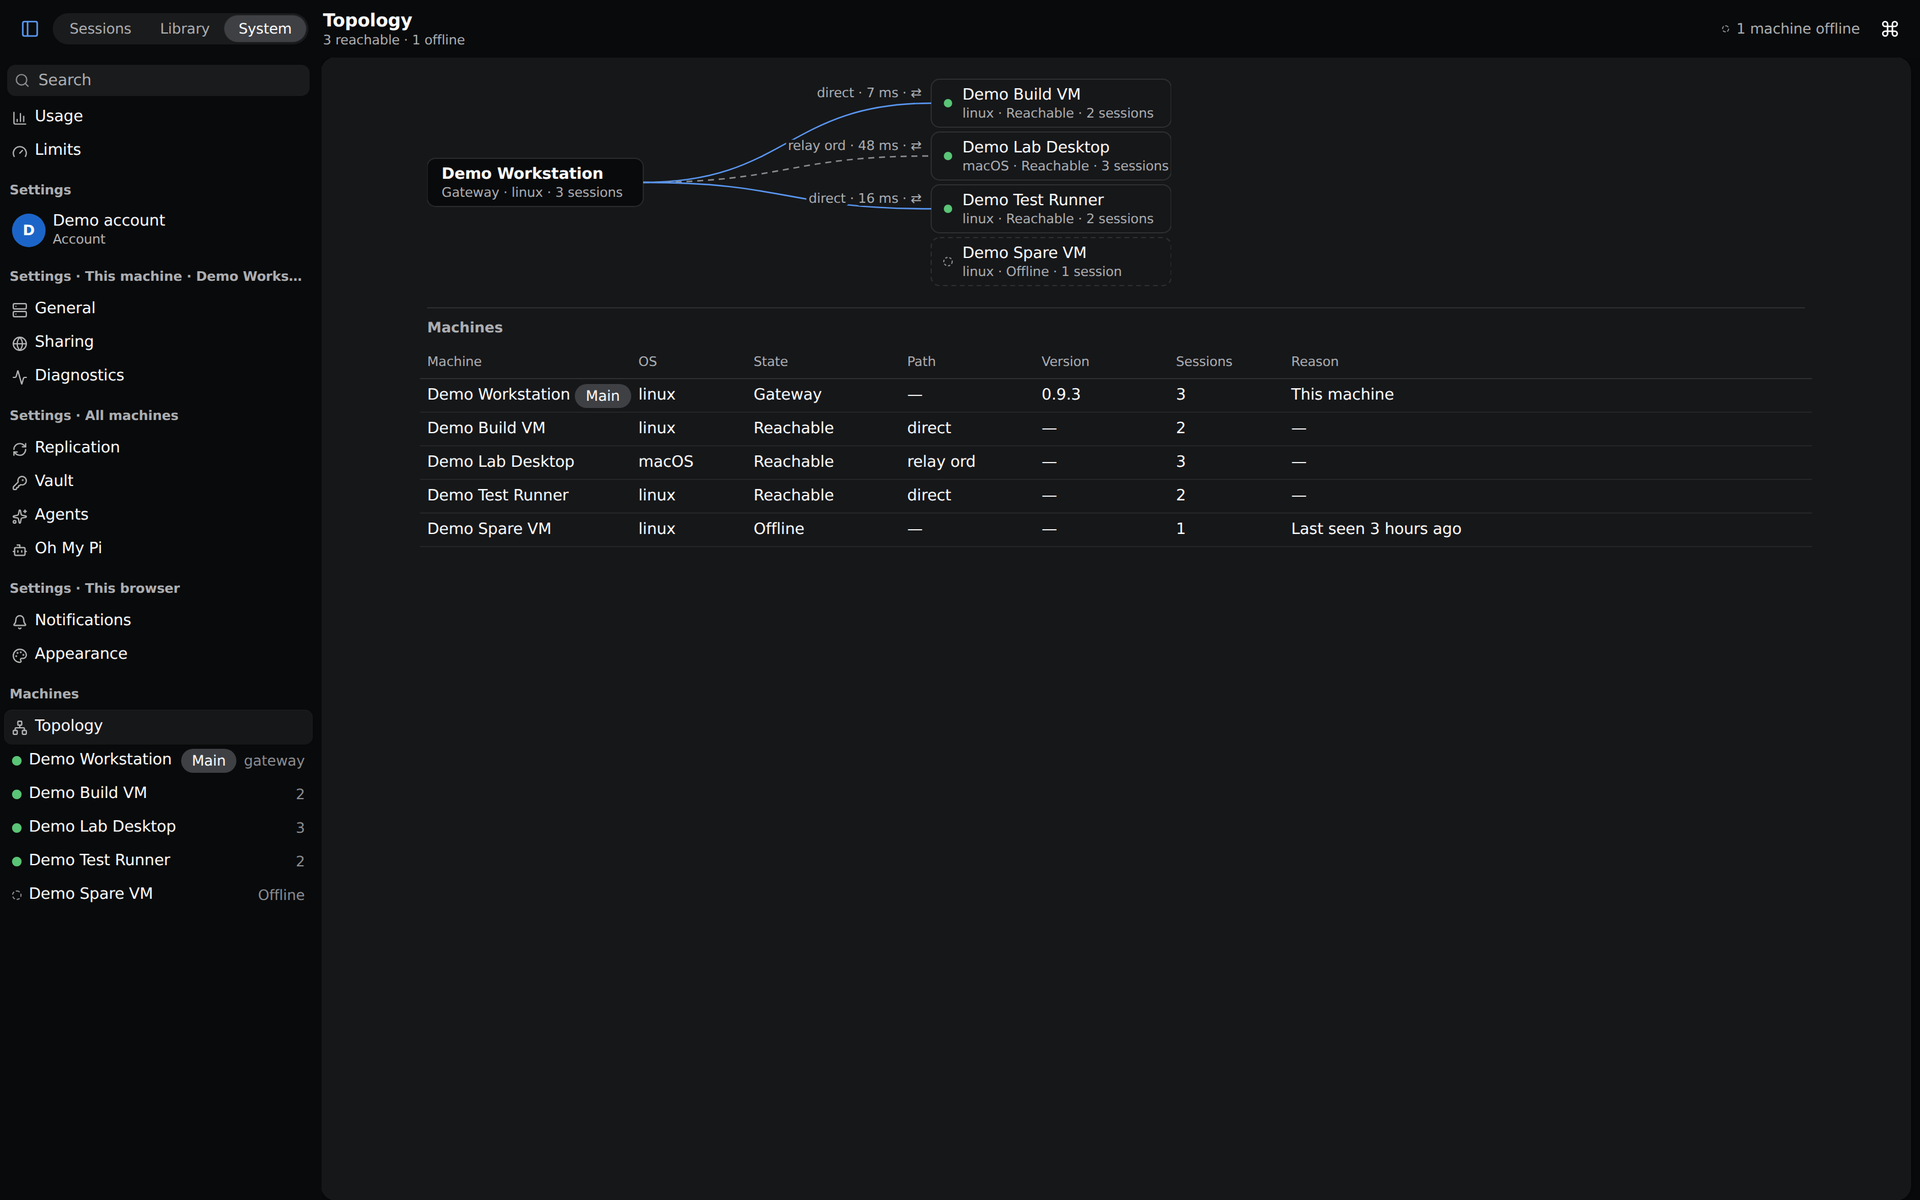 Sessions Library System
Topology
3 reachable · 1 offline
1 machine offline
Search
Usage
Limits
Settings
D
Demo account
Account
Settings · This machine · Demo Works...
General
Sharing
Diagnostics
Settings · All machines
Replication
Vault
Agents
Oh My Pi
Settings · This browser
Notifications
Appearance
Machines
Topology
Demo Workstation Main gateway
Demo Build VM 2
Demo Lab Desktop 3
Demo Test Runner 2
Demo Spare VM Offline
Demo Workstation
Gateway · linux · 3 sessions
direct · 7 ms · ⇄
relay ord · 48 ms · ⇄
direct · 16 ms · ⇄
Demo Build VM
linux · Reachable · 2 sessions
Demo Lab Desktop
macOS · Reachable · 3 sessions
Demo Test Runner
linux · Reachable · 2 sessions
Demo Spare VM
linux · Offline · 1 session
Machines
Machine OS State Path Version Sessions Reason
Demo Workstation Main linux Gateway — 0.9.3 3 This machine
Demo Build VM linux Reachable direct — 2 —
Demo Lab Desktop macOS Reachable relay ord — 3 —
Demo Test Runner linux Reachable direct — 2 —
Demo Spare VM linux Offline — — 1 Last seen 3 hours ago